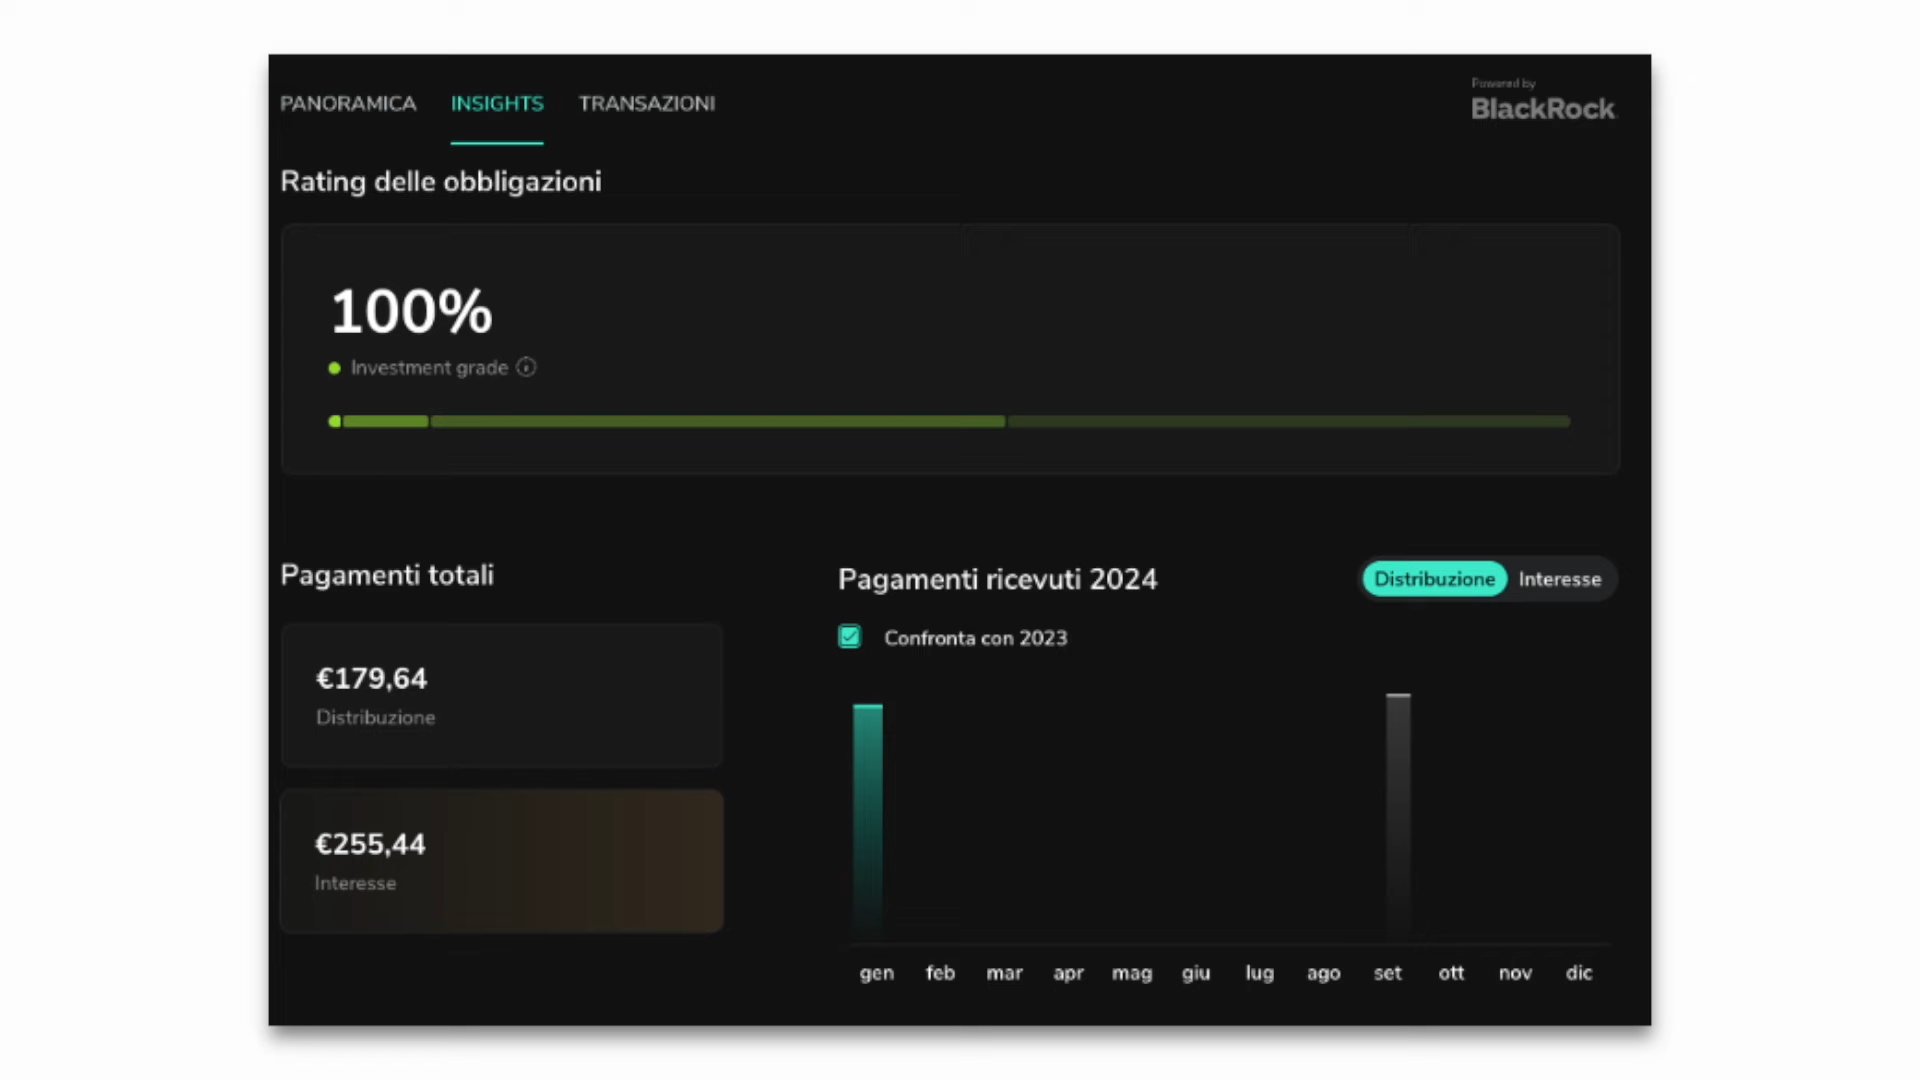 PANORAMICA INSIGHTS TRANSAZIONI
Powered by
BlackRock
Rating delle obbligazioni
100%
Investment grade
Pagamenti totali
€179,64
Distribuzione
€255,44
Interesse
Pagamenti ricevuti 2024
Distribuzione Interesse
Confronta con 2023
gen feb mar apr mag giu lug ago set ott nov dic